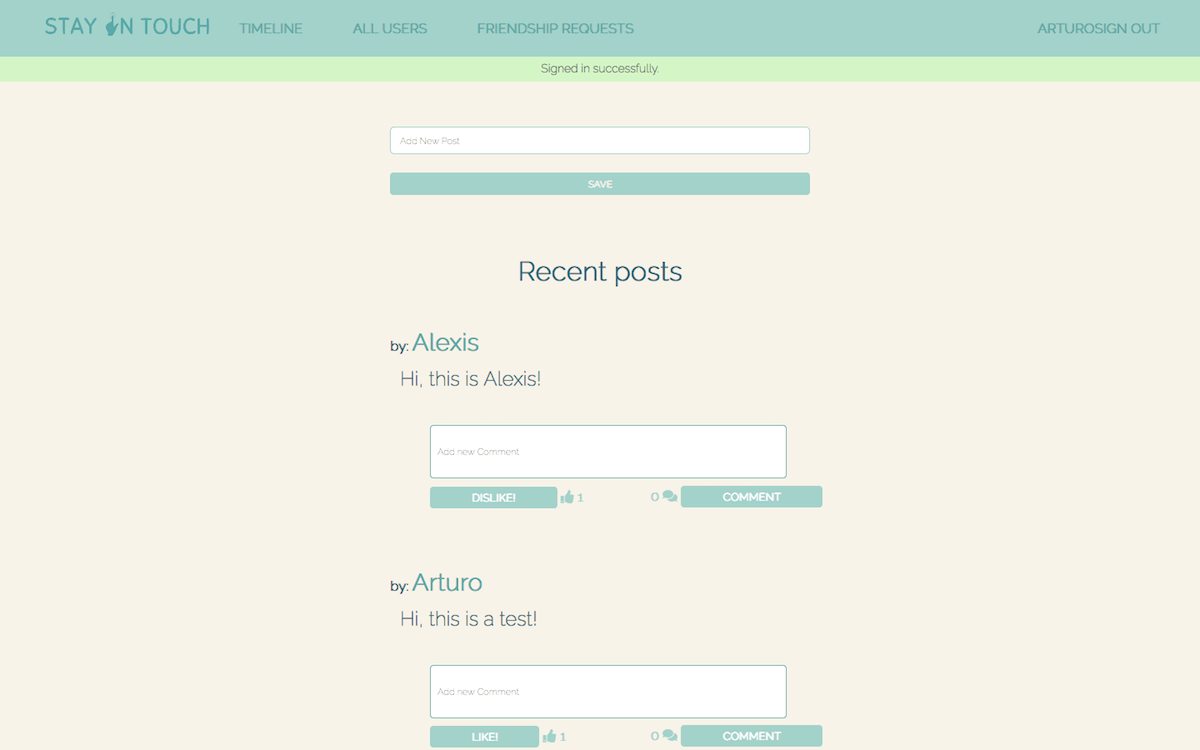 STAY IN TOUCH TIMELINE ALL USERS FRIENDSHIP REQUESTS ARTUROSIGN OUT
Signed in successfully.
Add New Post
SAVE
Recent posts
by: Alexis
Hi, this is Alexis!
Add new Comment
DISLIKE! 1 0 COMMENT
by: Arturo
Hi, this is a test!
Add new Comment
LIKE! 1 0 COMMENT